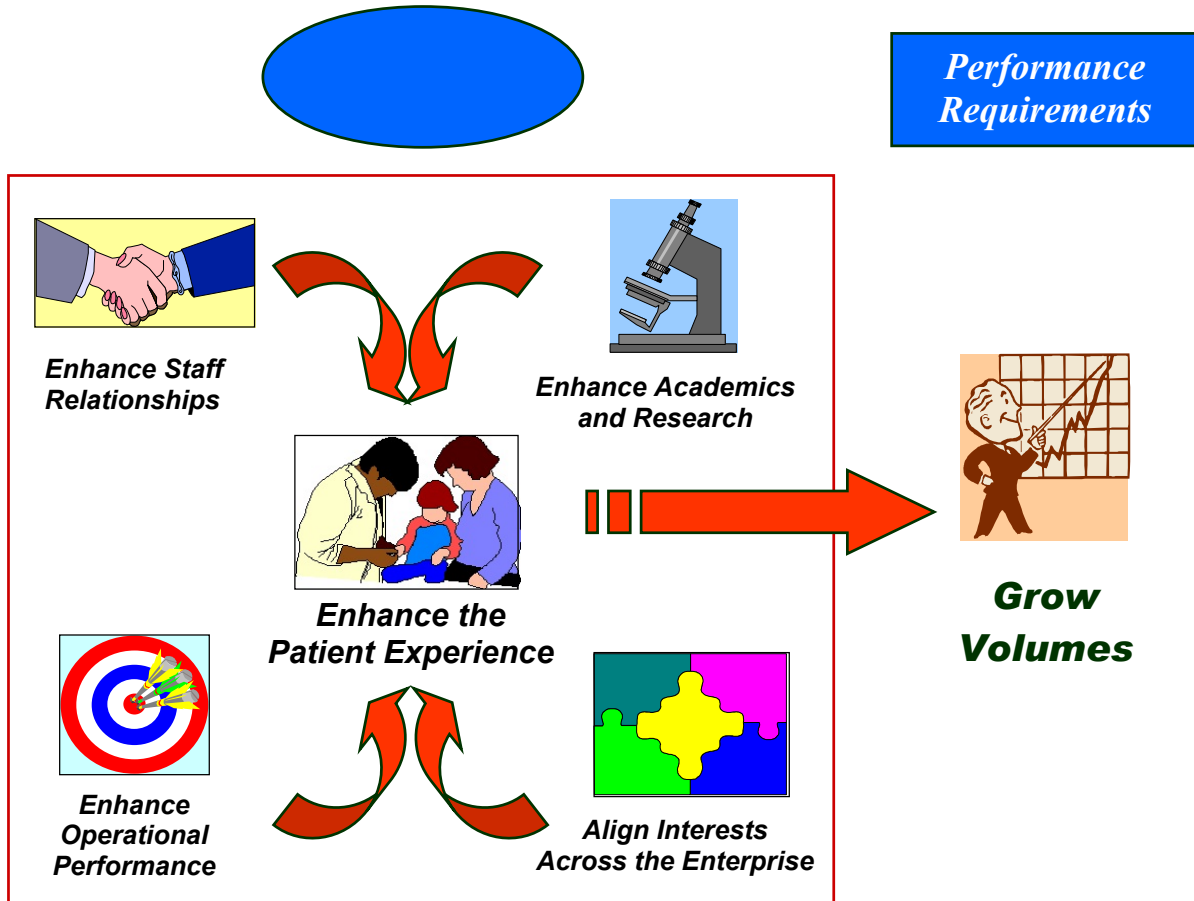 Performance
Requirements
Enhance Staff
Relationships
Enhance Academics
and Research
Enhance the
Patient Experience
Grow
Volumes
Enhance
Operational
Performance
Align Interests
Across the Enterprise